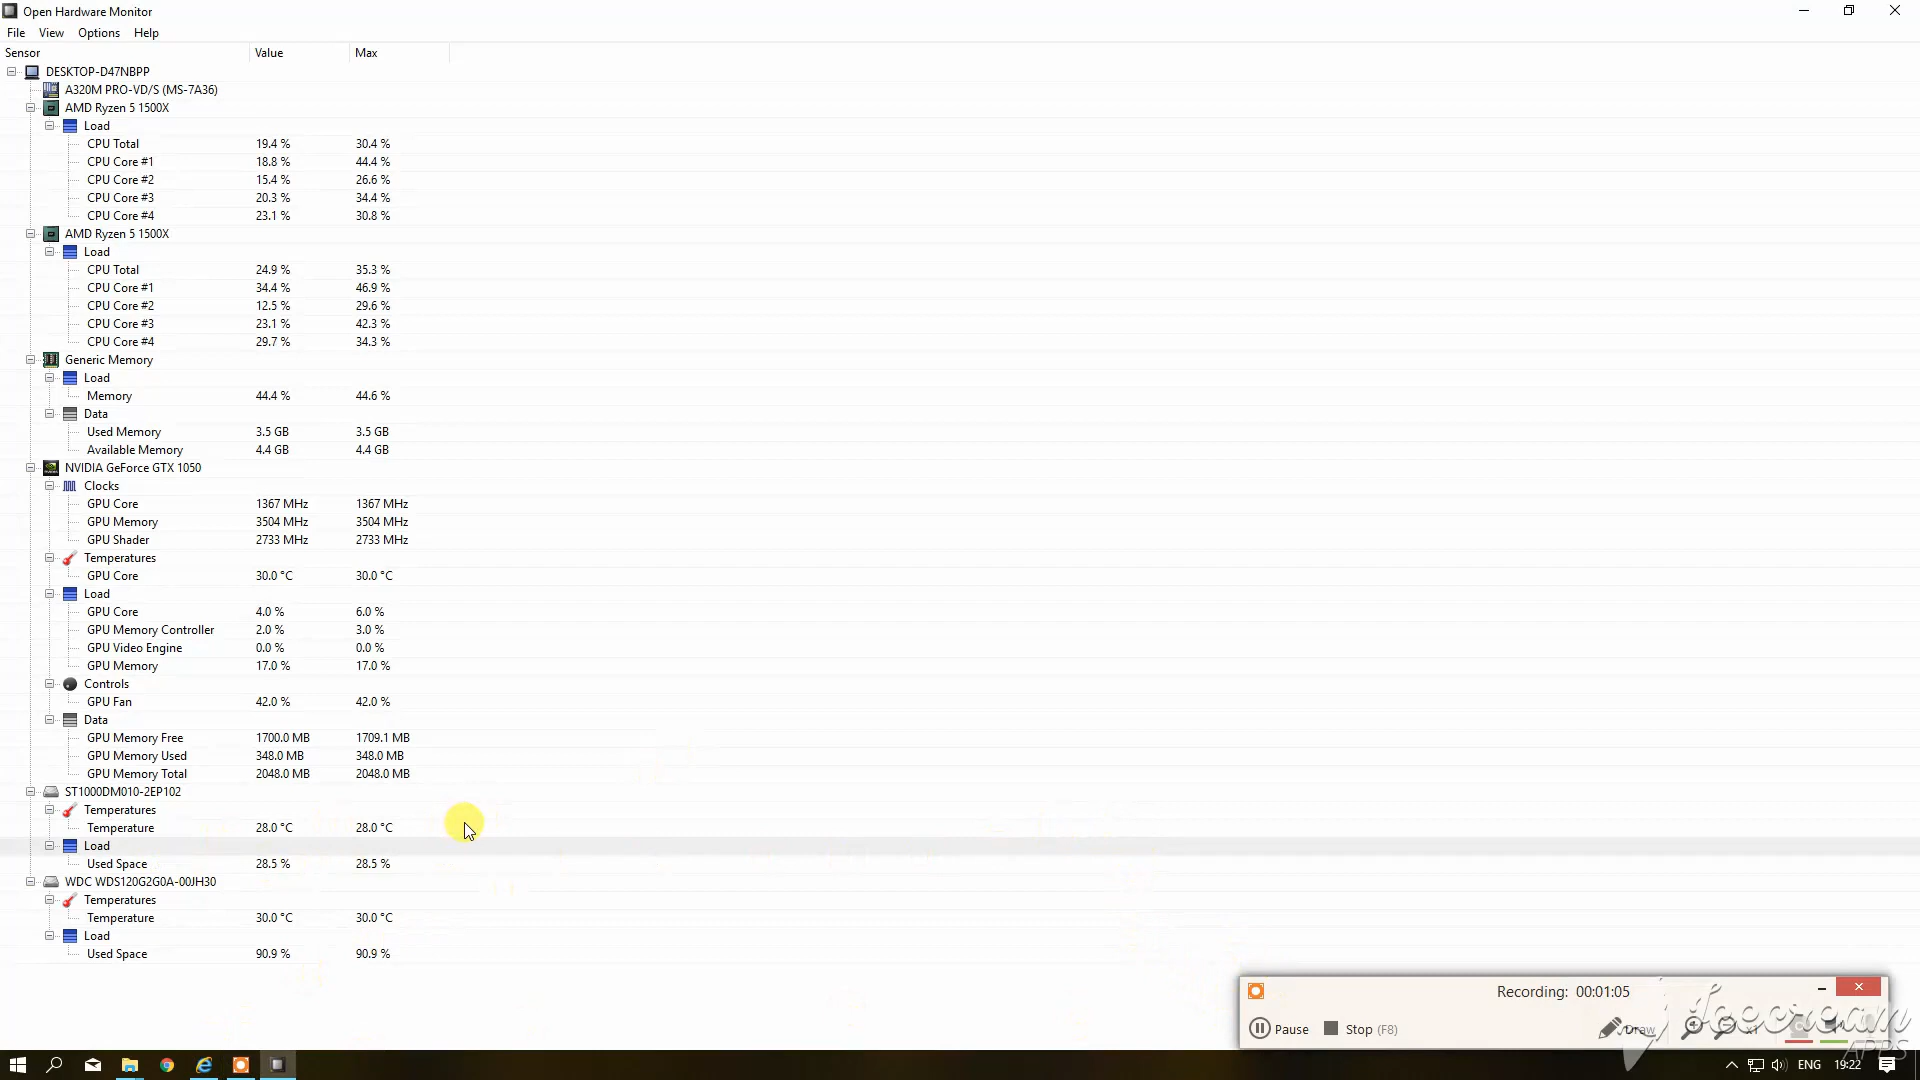 Open Hardware Monitor
File View Options Help
Sensor Value Max
DESKTOP-D47NBPP
A320M PRO-VD/S (MS-7A36)
AMD Ryzen 5 1500X
Load
CPU Total 19.4 % 30.4 %
CPU Core #1 18.8 % 44.4 %
CPU Core #2 15.4 % 26.6 %
CPU Core #3 20.3 % 34.4 %
CPU Core #4 23.1 % 30.8 %
AMD Ryzen 5 1500X
Load
CPU Total 24.9 % 35.3 %
CPU Core #1 34.4 % 46.9 %
CPU Core #2 12.5 % 29.6 %
CPU Core #3 23.1 % 42.3 %
CPU Core #4 29.7 % 34.3 %
Generic Memory
Load
Memory 44.4 % 44.6 %
Data
Used Memory 3.5 GB 3.5 GB
Available Memory 4.4 GB 4.4 GB
NVIDIA GeForce GTX 1050
Clocks
GPU Core 1367 MHz 1367 MHz
GPU Memory 3504 MHz 3504 MHz
GPU Shader 2733 MHz 2733 MHz
Temperatures
GPU Core 30.0 °C 30.0 °C
Load
GPU Core 4.0 % 6.0 %
GPU Memory Controller 2.0 % 3.0 %
GPU Video Engine 0.0 % 0.0 %
GPU Memory 17.0 % 17.0 %
Controls
GPU Fan 42.0 % 42.0 %
Data
GPU Memory Free 1700.0 MB 1709.1 MB
GPU Memory Used 348.0 MB 348.0 MB
GPU Memory Total 2048.0 MB 2048.0 MB
ST1000DM010-2EP102
Temperatures
Temperature 28.0 °C 28.0 °C
Load
Used Space 28.5 % 28.5 %
WDC WDS120G2G0A-00JH30
Temperatures
Temperature 30.0 °C 30.0 °C
Load
Used Space 90.9 % 90.9 %
Recording: 00:01:05
Pause Stop (F8) Draw x1
Icecream
APPS
ENG 19:22